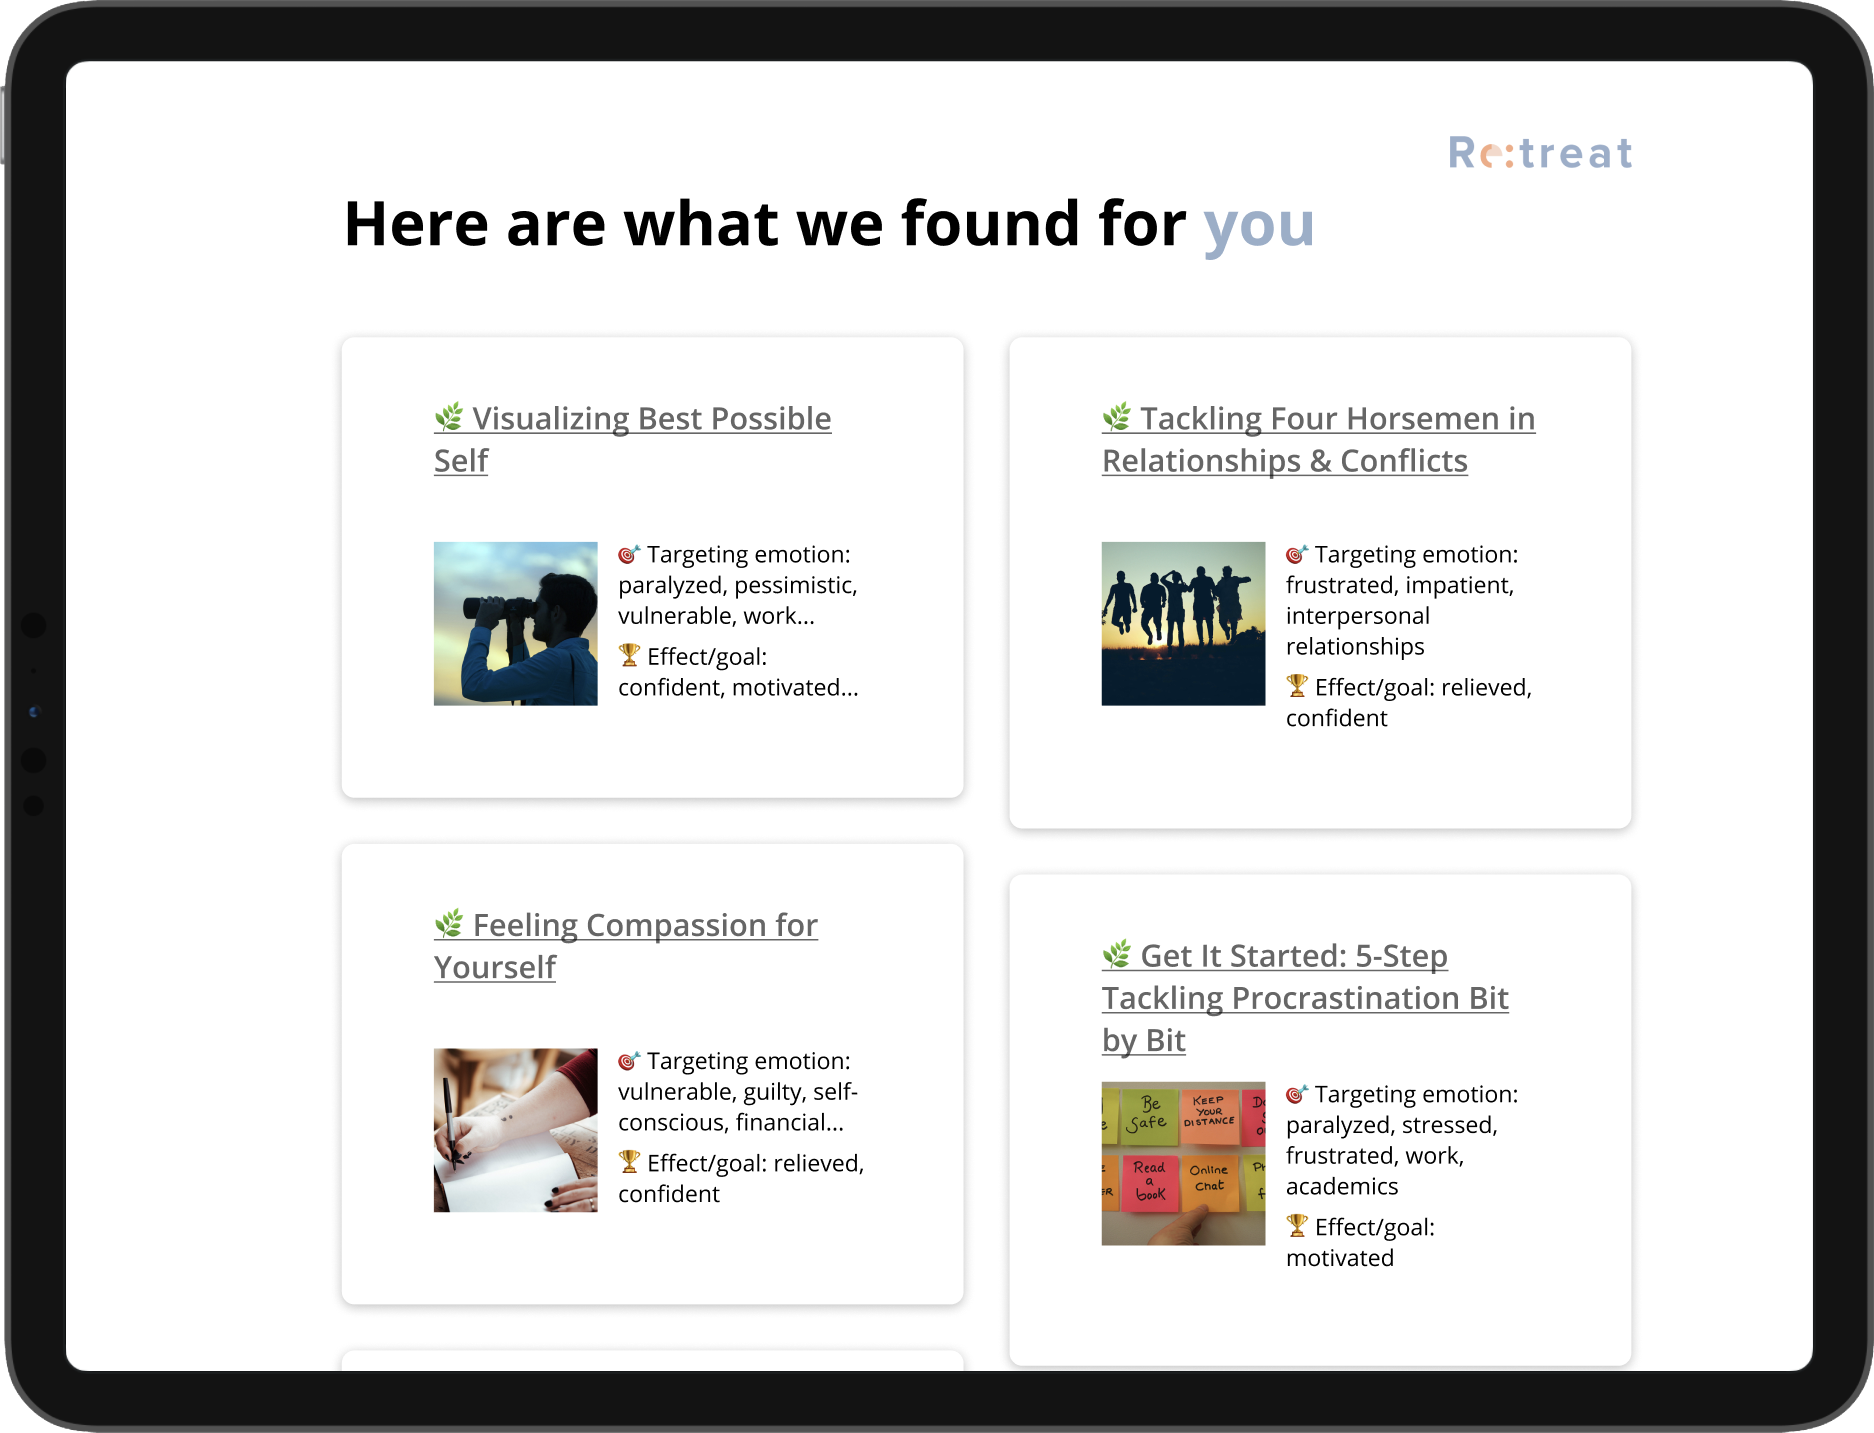 Re:treat
Here are what we found for you
Visualizing Best Possible
Self
Targeting emotion:
paralyzed, pessimistic,
vulnerable, work...
Effect/goal:
confident, motivated...
Tackling Four Horsemen in
Relationships & Conflicts
Targeting emotion:
frustrated, impatient,
interpersonal
relationships
Effect/goal: relieved,
confident
Feeling Compassion for
Yourself
Targeting emotion:
vulnerable, guilty, self-
conscious, financial...
Effect/goal: relieved,
confident
Get It Started: 5-Step
Tackling Procrastination Bit
by Bit
Be
Safe
KEEP
YOUR
DISTANCE
Read
a
book
Online
Chat
Targeting emotion:
paralyzed, stressed,
frustrated, work,
academics
Effect/goal:
motivated